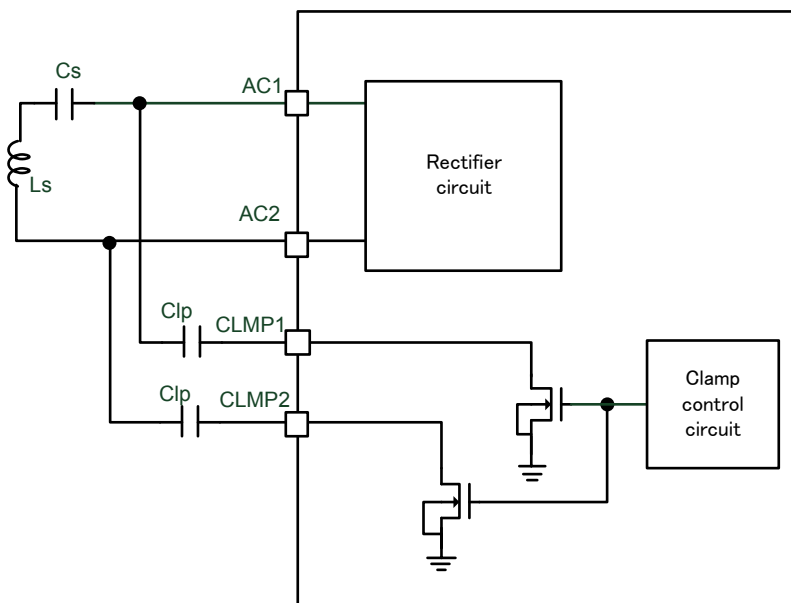 Cs
AC1
Rectifier
circuit
Ls
AC2
Clp
CLMP1
Clp
CLMP2
Clamp
control
circuit